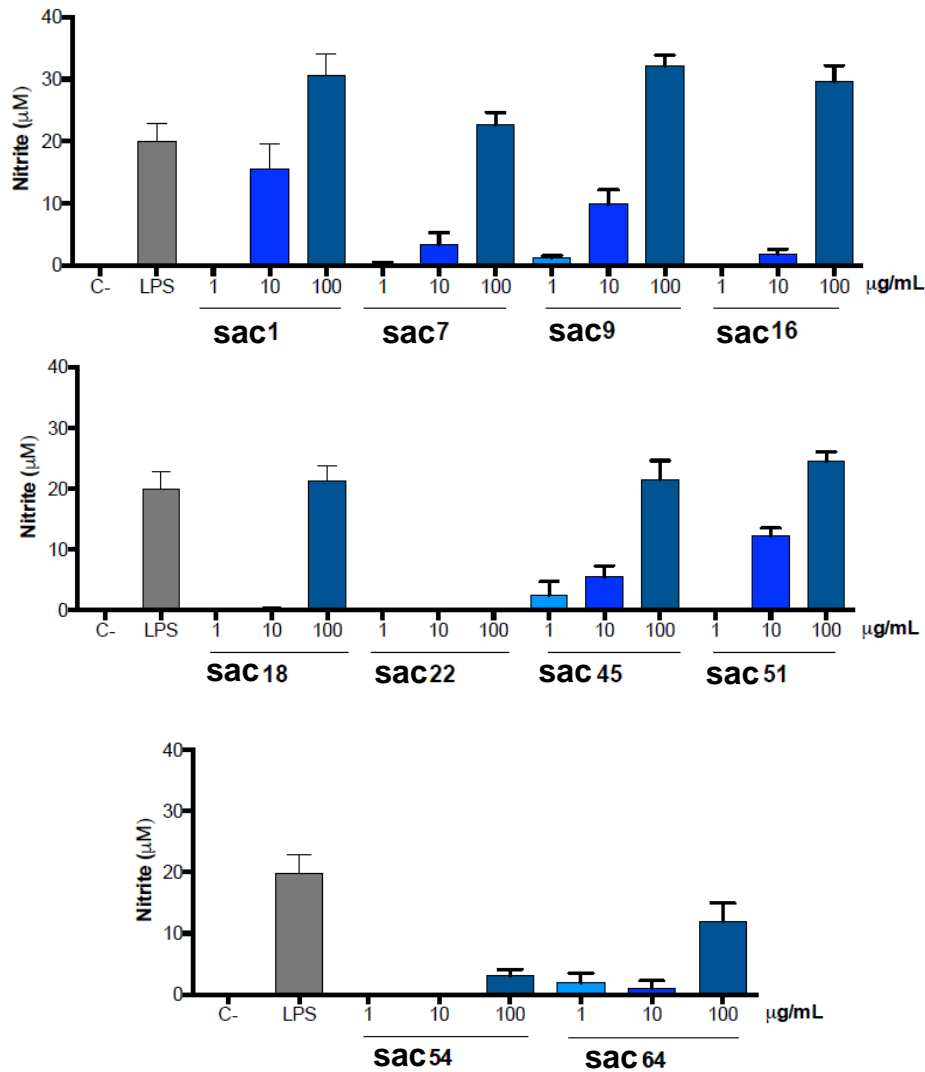 40
30
20
10
0
Nitrite (μM)
C- LPS 1 10 100 1 10 100 1 10 100 1 10 100 μg/mL
sac1 sac7 sac9 sac16
40
30
20
10
0
Nitrite (μM)
C- LPS 1 10 100 1 10 100 1 10 100 1 10 100 μg/mL
sac18 sac22 sac45 sac51
40
30
20
10
0
Nitrite (μM)
C- LPS 1 10 100 1 10 100 μg/mL
sac54 sac64